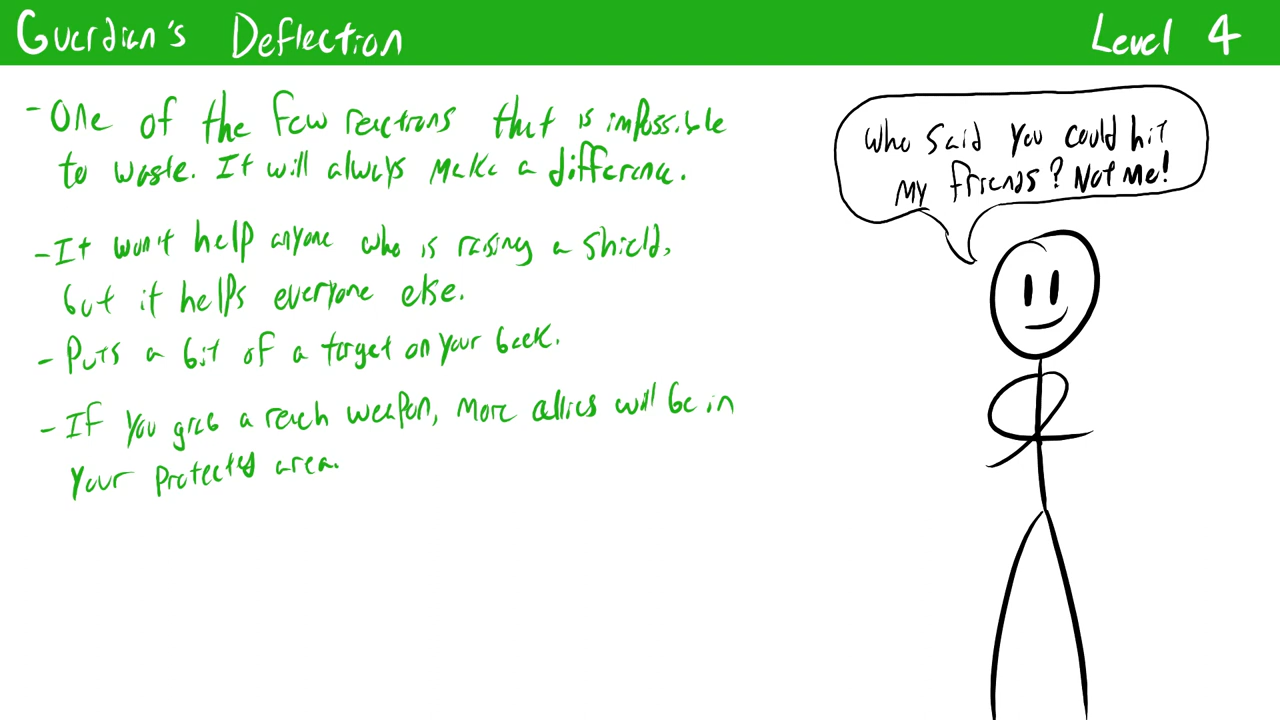 Guardian's Deflection
Level 4
- One of the few reactions that is impossible
to waste. It will always make a difference.
- It won't help anyone who is raising a shield,
but it helps everyone else.
- Puts a bit of a target on your back.
- If you grab a reach weapon, more allies will be in
your protected area.
Who said you could hit
my friends? Not me!